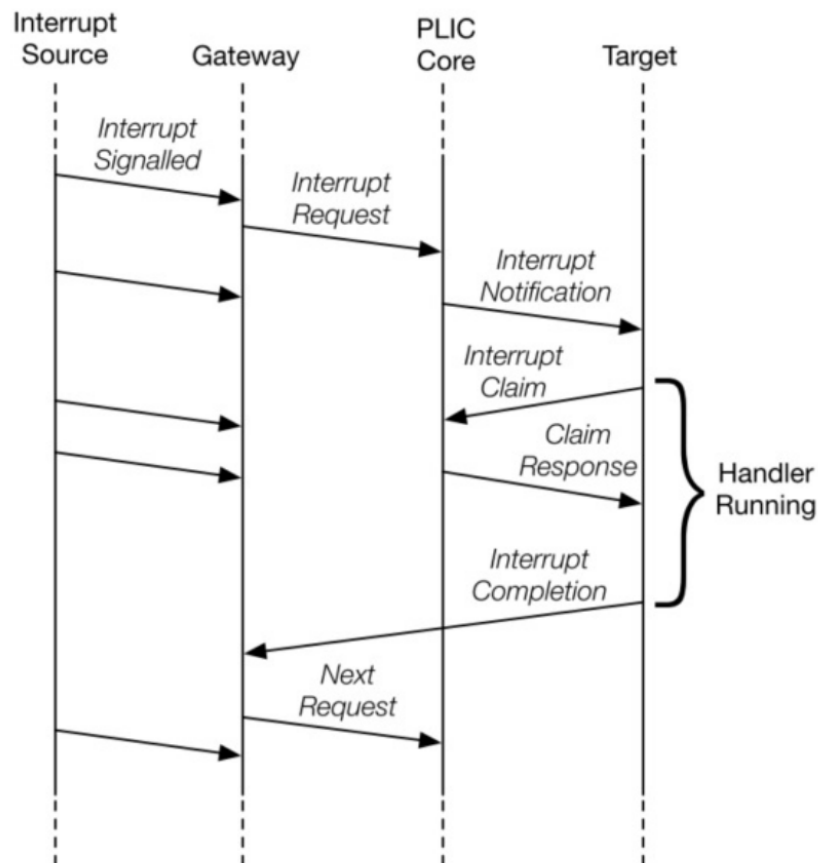 Interrupt
Source
Gateway
PLIC
Core
Target
Interrupt
Signalled
Interrupt
Request
Interrupt
Notification
Interrupt
Claim
Claim
Response
Handler
Running
Interrupt
Completion
Next
Request